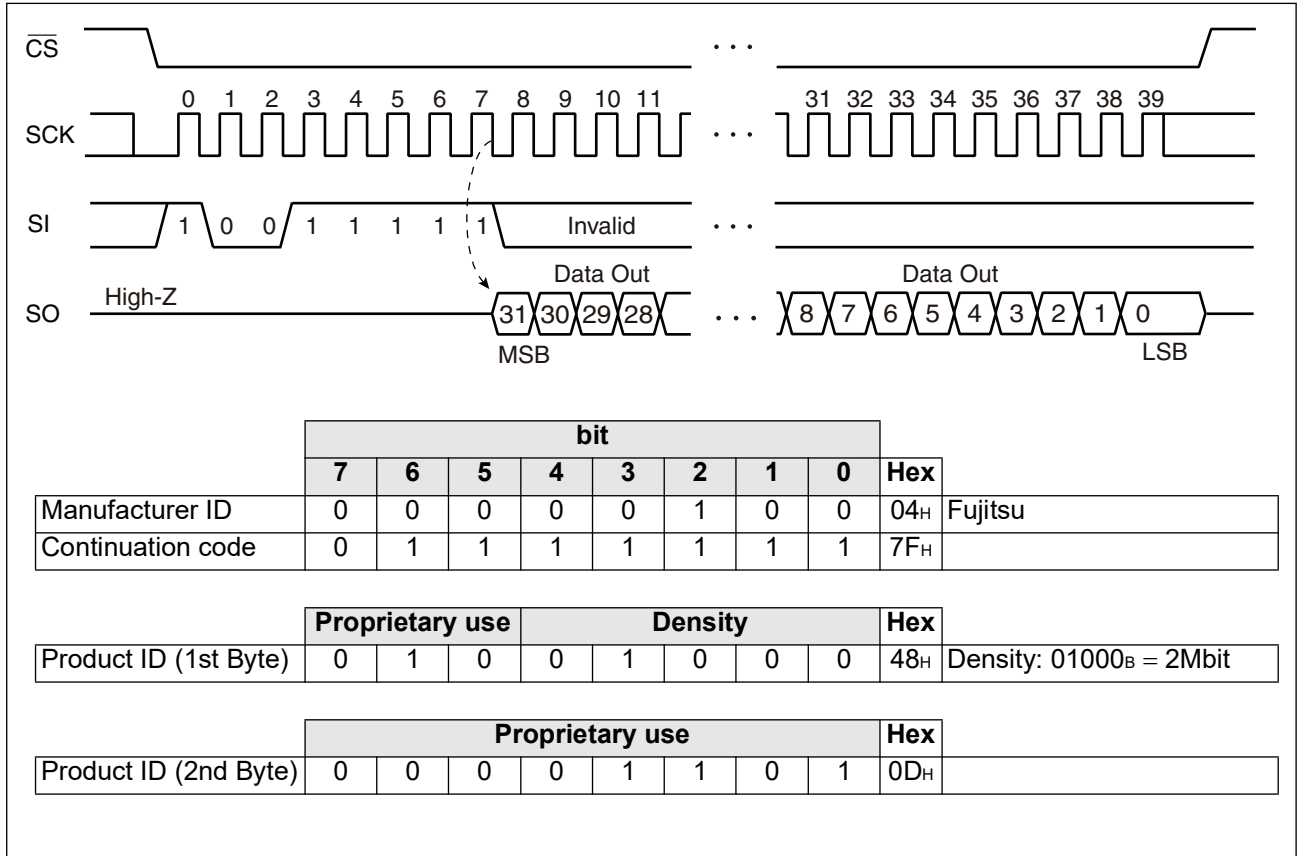 CS
SCK 0 1 2 3 4 5 6 7 8 9 10 11 • • • 31 32 33 34 35 36 37 38 39
SI 1 0 0 1 1 1 1 1 Invalid • • •
Data Out Data Out
SO High-Z 31 30 29 28 • • • 8 7 6 5 4 3 2 1 0
MSB LSB
bit
7 6 5 4 3 2 1 0 Hex
Manufacturer ID 0 0 0 0 0 1 0 0 04H Fujitsu
Continuation code 0 1 1 1 1 1 1 1 7FH
Proprietary use Density Hex
Product ID (1st Byte) 0 1 0 0 1 0 0 0 48H Density: 01000B = 2Mbit
Proprietary use Hex
Product ID (2nd Byte) 0 0 0 0 1 1 0 1 0DH